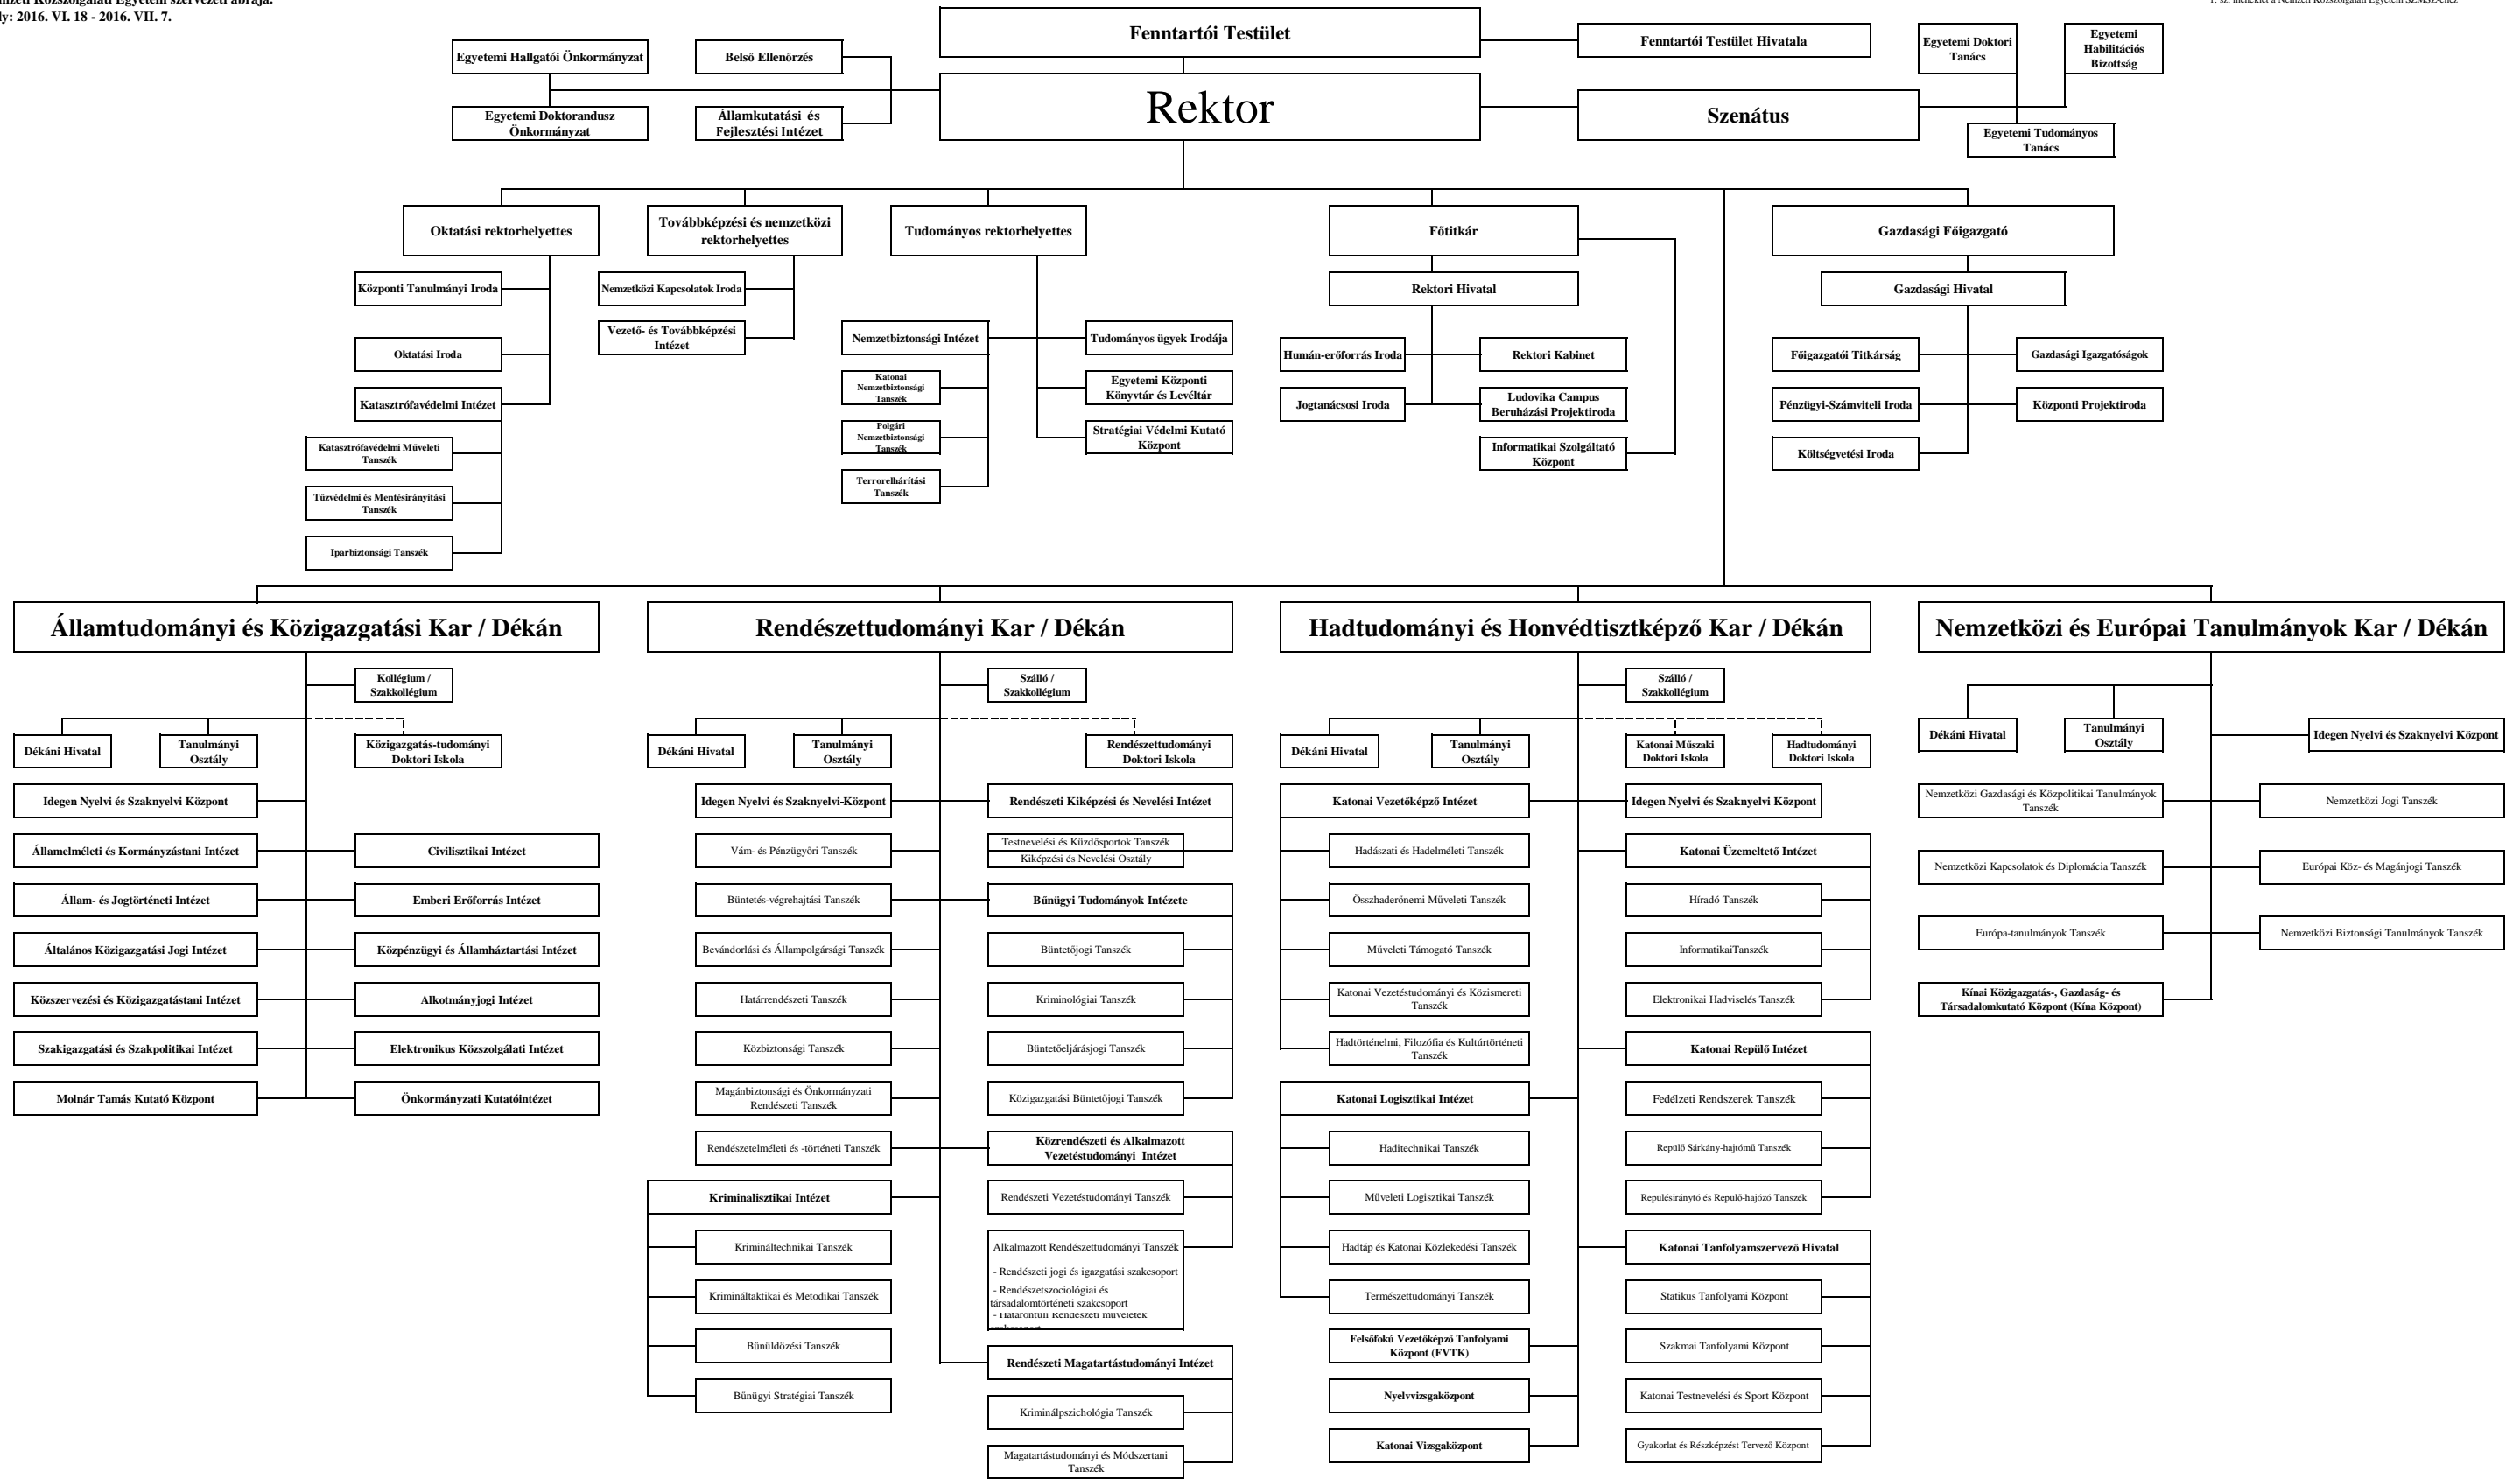 Közszolgálati Egyetem szervezeti ábrája.
2016. VI. 18 - 2016. VII. 7.
1. sz. melléklet a Nemzeti Közszolgálati Egyetem SZMSZ-éhez
Fenntartói Testület
Fenntartói Testület Hivatala
Egyetemi Doktori
Tanács
Egyetemi
Habilitációs
Bizottság
Egyetemi Hallgatói Önkormányzat
Belső Ellenőrzés
Rektor
Szenátus
Egyetemi Doktorandusz
Önkormányzat
Államkutatási és
Fejlesztési Intézet
Egyetemi Tudományos
Tanács
Oktatási rektorhelyettes
Továbbképzési és nemzetközi
rektorhelyettes
Tudományos rektorhelyettes
Főtitkár
Gazdasági Főigazgató
Központi Tanulmányi Iroda
Nemzetközi Kapcsolatok Iroda
Rektori Hivatal
Gazdasági Hivatal
Oktatási Iroda
Vezető- és Továbbképzési
Intézet
Nemzetbiztonsági Intézet
Tudományos ügyek Irodája
Humán-erőforrás Iroda
Rektori Kabinet
Főigazgatói Titkárság
Gazdasági Igazgatóságok
Katasztrófavédelmi Intézet
Katonai
Nemzetbiztonsági
Tanszék
Egyetemi Központi
Könyvtár és Levéltár
Jogtanácsosi Iroda
Ludovika Campus
Beruházási Projektiroda
Pénzügyi-Számviteli Iroda
Központi Projektiroda
Katasztrófavédelmi Műveleti
Tanszék
Polgári
Nemzetbiztonsági
Tanszék
Stratégiai Védelmi Kutató
Központ
Informatikai Szolgáltató
Központ
Költségvetési Iroda
Tűzvédelmi és Mentésirányítási
Tanszék
Terrorelhárítási
Tanszék
Iparbiztonsági Tanszék
Államtudományi és Közigazgatási Kar / Dékán
Kollégium /
Szakkollégium
Dékáni Hivatal
Tanulmányi
Osztály
Közigazgatás-tudományi
Doktori Iskola
Idegen Nyelvi és Szaknyelvi Központ
Államelméleti és Kormányzástani Intézet
Civilisztikai Intézet
Állam- és Jogtörténeti Intézet
Emberi Erőforrás Intézet
Általános Közigazgatási Jogi Intézet
Közpénzügyi és Államháztartási Intézet
Közszervezési és Közigazgatástani Intézet
Alkotmányjogi Intézet
Szakigazgatási és Szakpolitikai Intézet
Elektronikus Közszolgálati Intézet
Molnár Tamás Kutató Központ
Önkormányzati Kutatóintézet
Rendészettudományi Kar / Dékán
Szálló /
Szakkollégium
Dékáni Hivatal
Tanulmányi
Osztály
Rendészettudományi
Doktori Iskola
Idegen Nyelvi és Szaknyelvi-Központ
Rendészeti Kiképzési és Nevelési Intézet
Vám- és Pénzügyőri Tanszék
Testnevelési és Küzdősportok Tanszék
Kiképzési és Nevelési Osztály
Büntetés-végrehajtási Tanszék
Bűnügyi Tudományok Intézete
Bevándorlási és Állampolgársági Tanszék
Büntetőjogi Tanszék
Határrendészeti Tanszék
Kriminológiai Tanszék
Közbiztonsági Tanszék
Büntetőeljárásjogi Tanszék
Magánbiztonsági és Önkormányzati
Rendészeti Tanszék
Közigazgatási Büntetőjogi Tanszék
Rendészetelméleti és -történeti Tanszék
Közrendészeti és Alkalmazott
Vezetéstudományi Intézet
Kriminalisztikai Intézet
Rendészeti Vezetéstudományi Tanszék
Krimináltechnikai Tanszék
Alkalmazott Rendészettudományi Tanszék
- Rendészeti jogi és igazgatási szakcsoport
- Rendészetszociológiai és
társadalomtörténeti szakcsoport
- Határontúli Rendészeti műveletek
szakcsoport
Krimináltaktikai és Metodikai Tanszék
Bűnüldözési Tanszék
Rendészeti Magatartástudományi Intézet
Bűnügyi Stratégiai Tanszék
Kriminálpszichológia Tanszék
Magatartástudományi és Módszertani
Tanszék
Hadtudományi és Honvédtisztképző Kar / Dékán
Szálló /
Szakkollégium
Dékáni Hivatal
Tanulmányi
Osztály
Katonai Műszaki
Doktori Iskola
Hadtudományi
Doktori Iskola
Katonai Vezetőképző Intézet
Idegen Nyelvi és Szaknyelvi Központ
Hadászati és Hadelméleti Tanszék
Katonai Üzemeltető Intézet
Összhaderőnemi Műveleti Tanszék
Híradó Tanszék
Műveleti Támogató Tanszék
InformatikaiTanszék
Katonai Vezetéstudományi és Közismereti
Tanszék
Elektronikai Hadviselés Tanszék
Hadtörténelmi, Filozófia és Kultúrtörténeti
Tanszék
Katonai Repülő Intézet
Katonai Logisztikai Intézet
Fedélzeti Rendszerek Tanszék
Haditechnikai Tanszék
Repülő Sárkány-hajtómű Tanszék
Műveleti Logisztikai Tanszék
Repülésiránytó és Repülő-hajózó Tanszék
Hadtáp és Katonai Közlekedési Tanszék
Katonai Tanfolyamszervező Hivatal
Természettudományi Tanszék
Statikus Tanfolyami Központ
Felsőfokú Vezetőképző Tanfolyami
Központ (FVTK)
Szakmai Tanfolyami Központ
Nyelvvizsgaközpont
Katonai Testnevelési és Sport Központ
Katonai Vizsgaközpont
Gyakorlat és Részképzést Tervező Központ
Nemzetközi és Európai Tanulmányok Kar / Dékán
Dékáni Hivatal
Tanulmányi
Osztály
Idegen Nyelvi és Szaknyelvi Központ
Nemzetközi Gazdasági és Közpolitikai Tanulmányok
Tanszék
Nemzetközi Jogi Tanszék
Nemzetközi Kapcsolatok és Diplomácia Tanszék
Európai Köz- és Magánjogi Tanszék
Európa-tanulmányok Tanszék
Nemzetközi Biztonsági Tanulmányok Tanszék
Kínai Közigazgatás-, Gazdaság- és
Társadalomkutató Központ (Kína Központ)